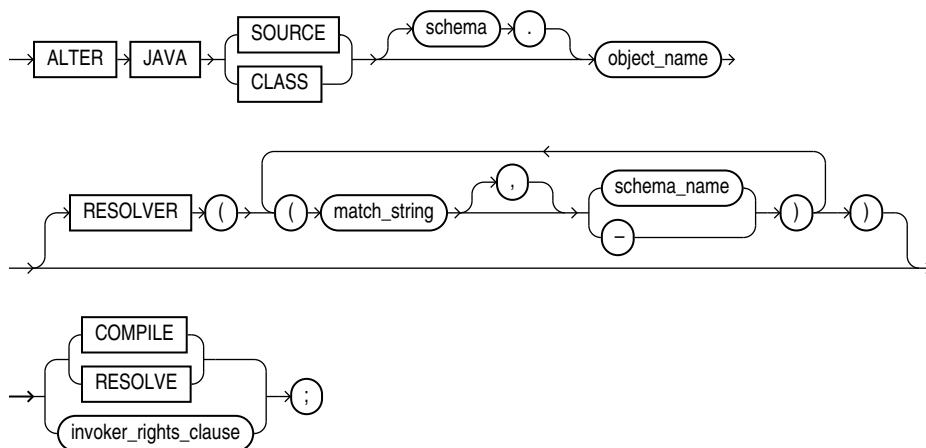 ALTER JAVA SOURCE CLASS schema . object_name
RESOLVER ( ( match_string , schema_name – ) )
COMPILE RESOLVE invoker_rights_clause ;